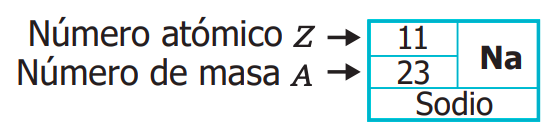 Número atómico Z → 11
Número de masa A → 23
Na
Sodio